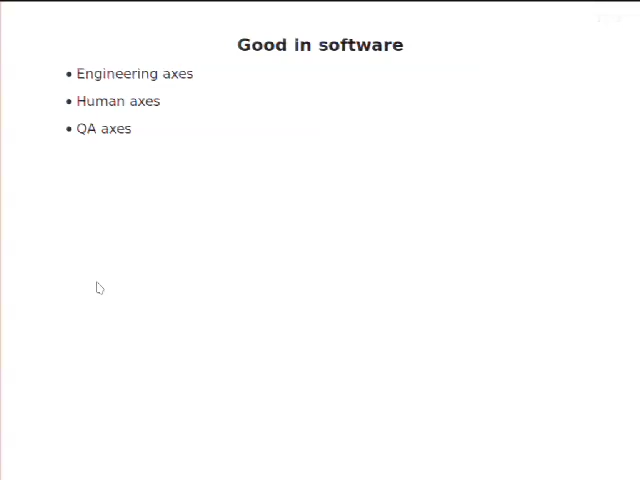 Good in software
• Engineering axes
• Human axes
• QA axes